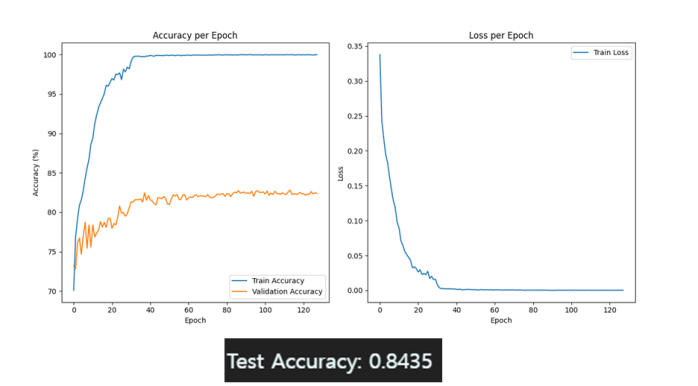 Accuracy per Epoch
100
95
90
85
80
75
70
Accuracy (%)
0 20 40 60 80 100 120
Epoch
Train Accuracy
Validation Accuracy
Loss per Epoch
0.35
0.30
0.25
0.20
0.15
0.10
0.05
0.00
Loss
0 20 40 60 80 100 120
Epoch
Train Loss
Test Accuracy: 0.8435